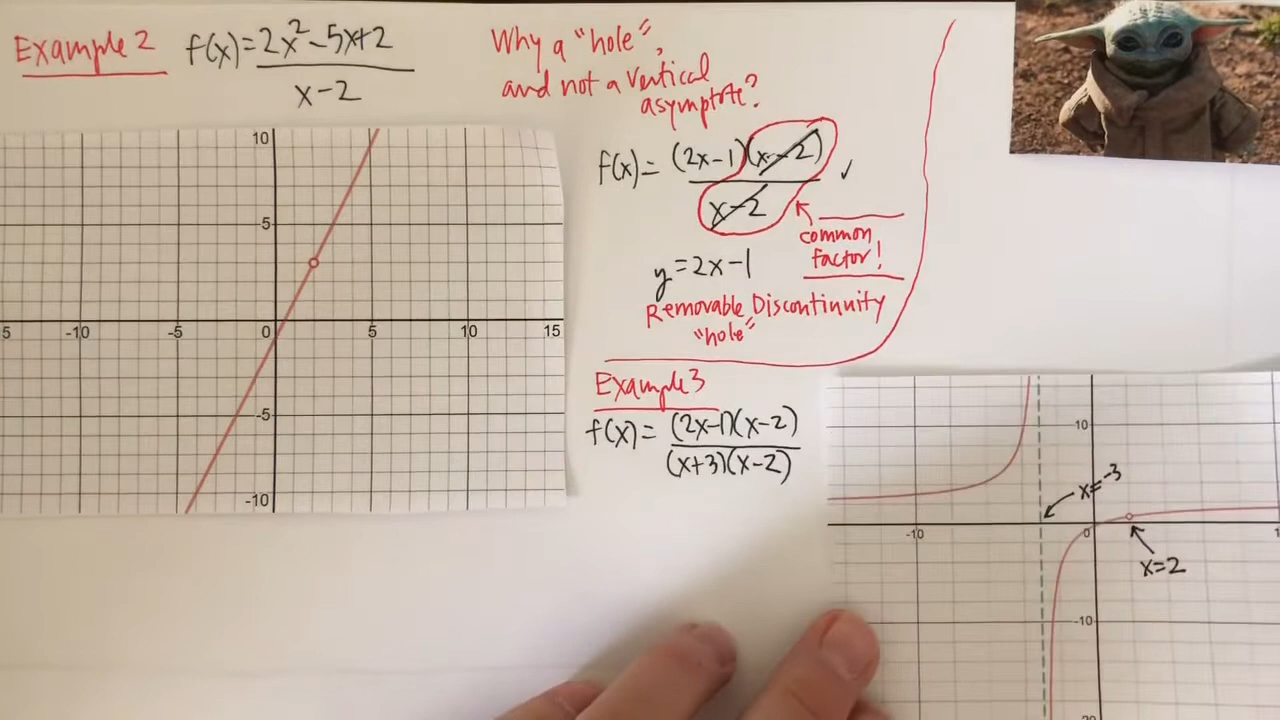 Example 2
f(x)=2x²-5x+2
x-2
Why a "hole",
and not a vertical
asymptote?
f(x)= (2x-1)(x-2)
x-2
common
factor!
y=2x-1
Removable Discontinuity
"hole"
10
5
5
-10
-5
0
5
10
15
-5
-10
Example 3
f(x)= (2x-1)(x-2)
(x+3)(x-2)
10
x=-3
-10
0
1
x=2
-10